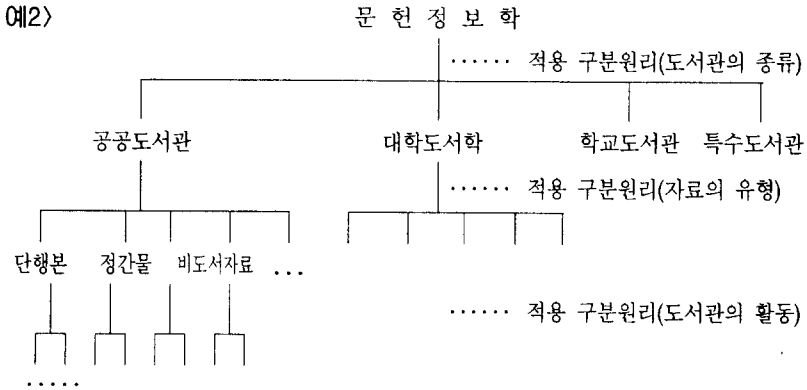 예2〉 문 헌 정 보 학
······ 적용 구분원리(도서관의 종류)
공공도서관 대학도서학 학교도서관 특수도서관
······ 적용 구분원리(자료의 유형)
단행본 정간물 비도서자료 ...
······ 적용 구분원리(도서관의 활동)
·····